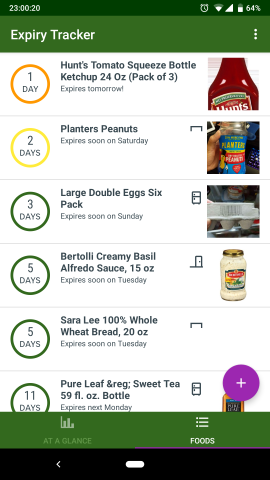 23:00:20
64%
Expiry Tracker
1
DAY
Hunt's Tomato Squeeze Bottle
Ketchup 24 Oz (Pack of 3)
Expires tomorrow!
Hunt's
2
DAYS
Planters Peanuts
Expires soon on Saturday
PLANTERS
PEANUTS
3
DAYS
Large Double Eggs Six
Pack
Expires soon on Sunday
5
DAYS
Bertolli Creamy Basil
Alfredo Sauce, 15 oz
Expires soon on Tuesday
5
DAYS
Sara Lee 100% Whole
Wheat Bread, 20 oz
Expires soon on Tuesday
11
DAYS
Pure Leaf &reg; Sweet Tea
59 fl. oz. Bottle
Expires next Monday
AT A GLANCE
FOODS